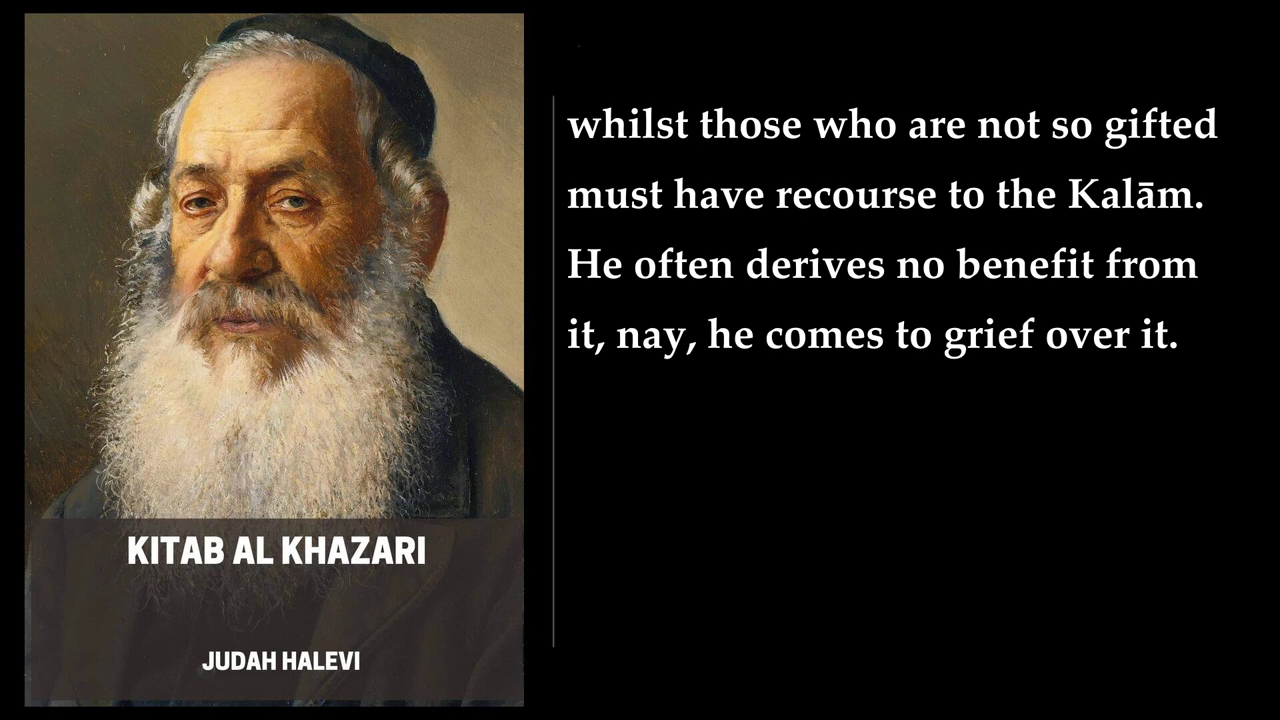 KITAB AL KHAZARI
JUDAH HALEVI
whilst those who are not so gifted
must have recourse to the Kalām.
He often derives no benefit from
it, nay, he comes to grief over it.